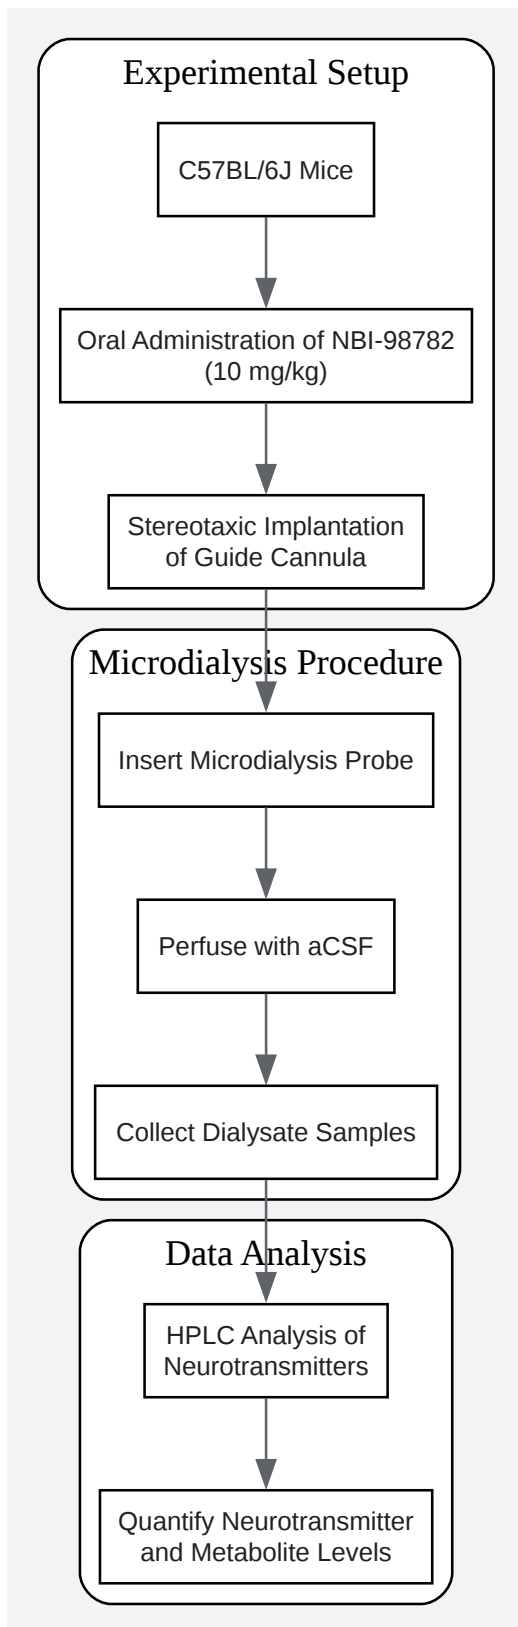 Experimental Setup
C57BL/6J Mice
Oral Administration of NBI-98782
(10 mg/kg)
Stereotaxic Implantation
of Guide Cannula
Microdialysis Procedure
Insert Microdialysis Probe
Perfuse with aCSF
Collect Dialysate Samples
Data Analysis
HPLC Analysis of
Neurotransmitters
Quantify Neurotransmitter
and Metabolite Levels